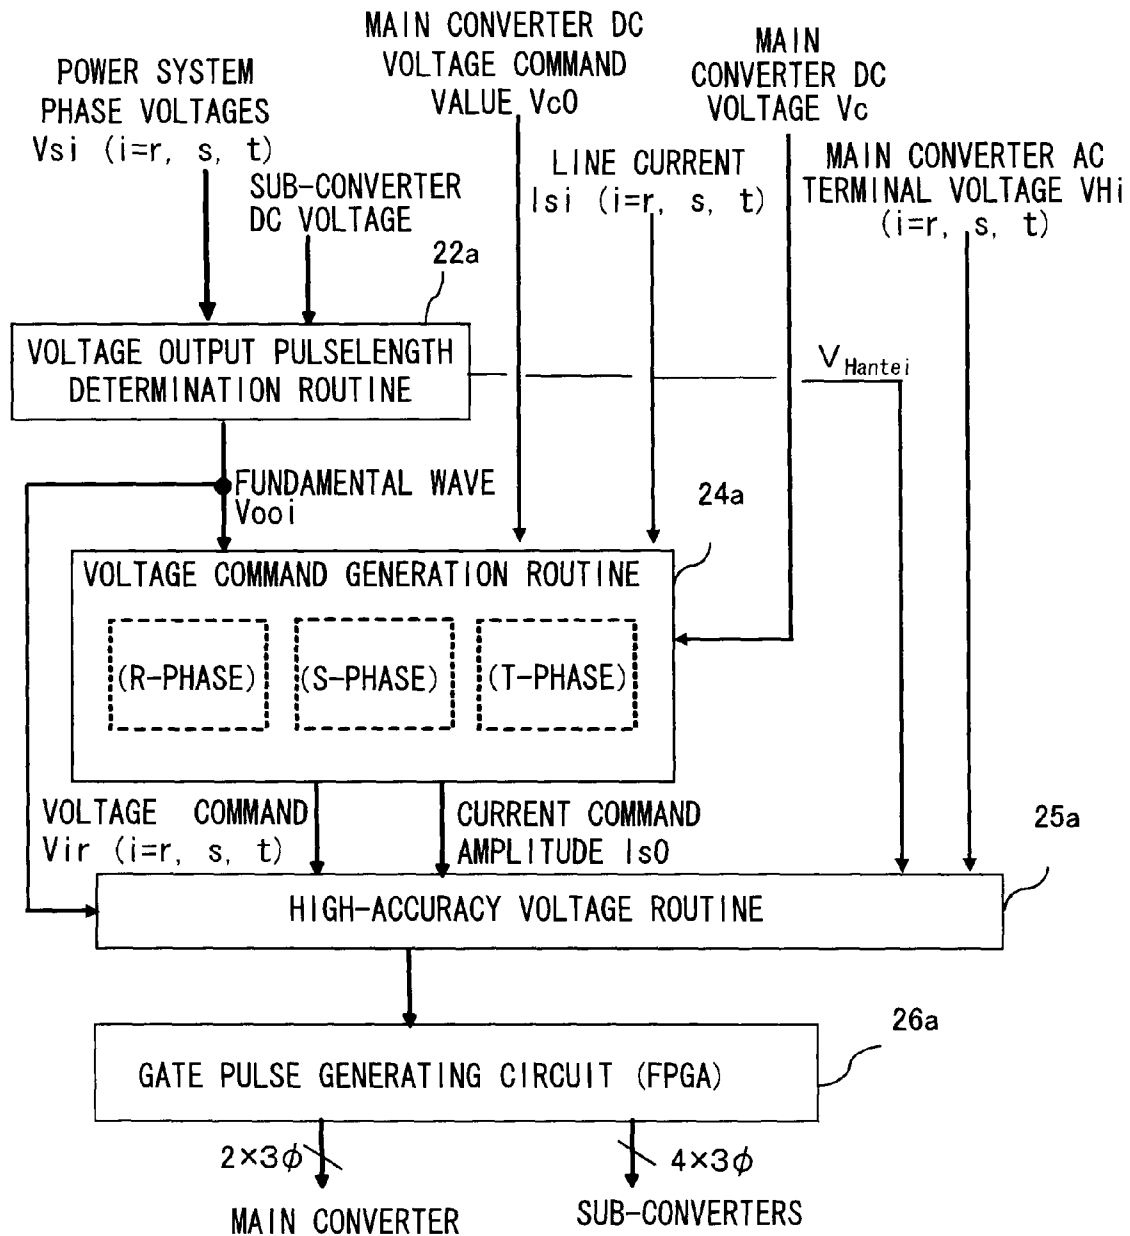 MAIN CONVERTER DC
VOLTAGE COMMAND
VALUE Vc0
MAIN
CONVERTER DC
VOLTAGE Vc
POWER SYSTEM
PHASE VOLTAGES
Vsi (i=r, s, t)
SUB-CONVERTER
DC VOLTAGE
LINE CURRENT
Isi (i=r, s, t)
MAIN CONVERTER AC
TERMINAL VOLTAGE VHi
(i=r, s, t)
22a
VOLTAGE OUTPUT PULSELENGTH
DETERMINATION ROUTINE
VHantei
FUNDAMENTAL WAVE
Vooi
24a
VOLTAGE COMMAND GENERATION ROUTINE
(R-PHASE)
(S-PHASE)
(T-PHASE)
VOLTAGE COMMAND
Vir (i=r, s, t)
CURRENT COMMAND
AMPLITUDE Is0
25a
HIGH-ACCURACY VOLTAGE ROUTINE
26a
GATE PULSE GENERATING CIRCUIT (FPGA)
2×3φ
4×3φ
MAIN CONVERTER
SUB-CONVERTERS